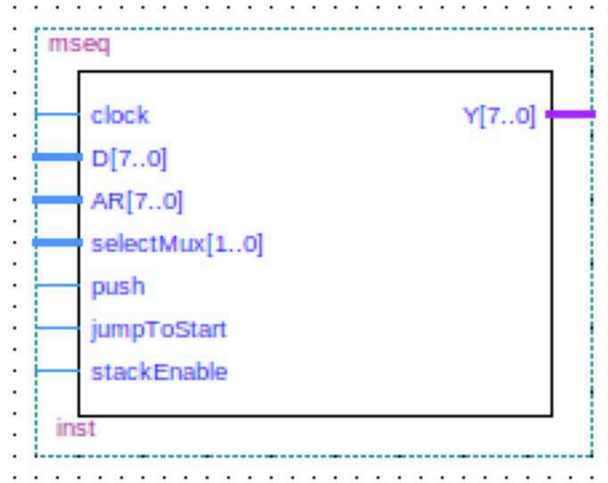 mseq
clock Y[7..0]
D[7..0]
AR[7..0]
selectMux[1..0]
push
jumpToStart
stackEnable
inst